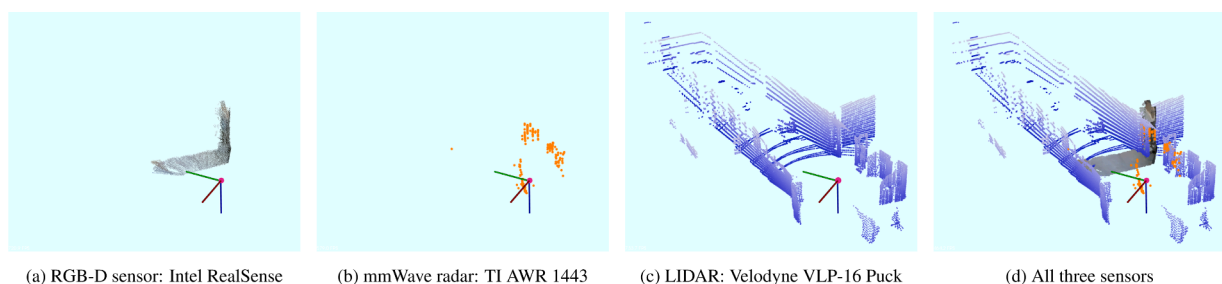 (a) RGB-D sensor: Intel RealSense
(b) mmWave radar: TI AWR 1443
(c) LIDAR: Velodyne VLP-16 Puck
(d) All three sensors